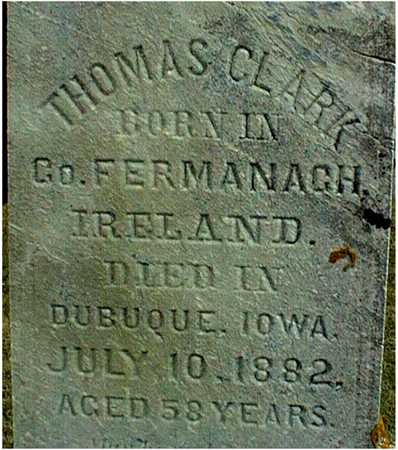 THOMAS CLARK
BORN IN
Co. FERMANAGH.
IRELAND.
DIED IN
DUBUQUE, IOWA.
JULY 10, 1882,
AGED 58 YEARS.